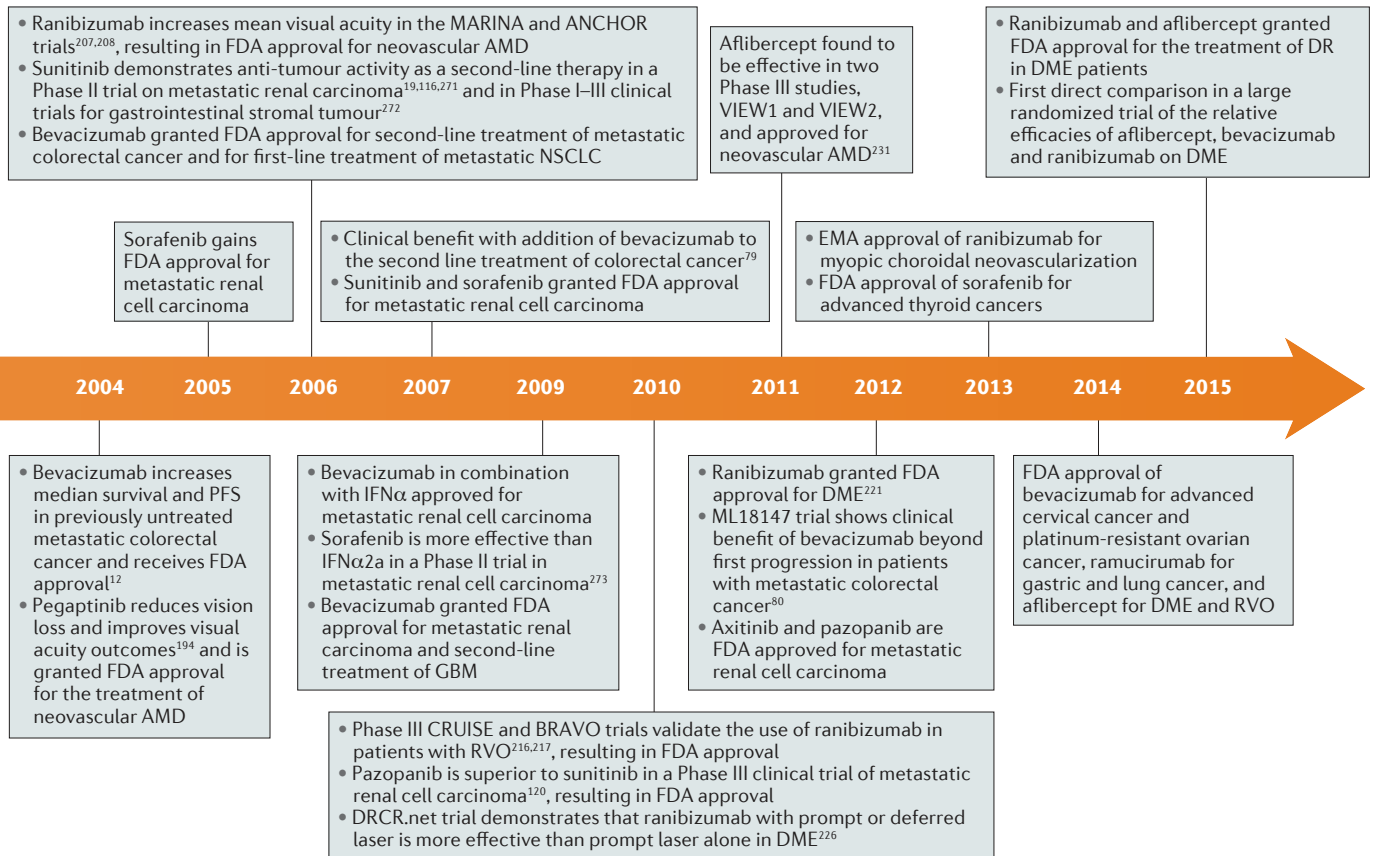 • Ranibizumab increases mean visual acuity in the MARINA and ANCHOR
trials207,208, resulting in FDA approval for neovascular AMD
• Sunitinib demonstrates anti-tumour activity as a second-line therapy in a
Phase II trial on metastatic renal carcinoma19,116,271 and in Phase I–III clinical
trials for gastrointestinal stromal tumour272
• Bevacizumab granted FDA approval for second-line treatment of metastatic
colorectal cancer and for first-line treatment of metastatic NSCLC
Aflibercept found to
be effective in two
Phase III studies,
VIEW1 and VIEW2,
and approved for
neovascular AMD231
• Ranibizumab and aflibercept granted
FDA approval for the treatment of DR
in DME patients
• First direct comparison in a large
randomized trial of the relative
efficacies of aflibercept, bevacizumab
and ranibizumab on DME
Sorafenib gains
FDA approval for
metastatic renal
cell carcinoma
• Clinical benefit with addition of bevacizumab to
the second line treatment of colorectal cancer79
• Sunitinib and sorafenib granted FDA approval
for metastatic renal cell carcinoma
• EMA approval of ranibizumab for
myopic choroidal neovascularization
• FDA approval of sorafenib for
advanced thyroid cancers
2004 2005 2006 2007 2009 2010 2011 2012 2013 2014 2015
• Bevacizumab increases
median survival and PFS
in previously untreated
metastatic colorectal
cancer and receives FDA
approval12
• Pegaptinib reduces vision
loss and improves visual
acuity outcomes194 and is
granted FDA approval
for the treatment of
neovascular AMD
• Bevacizumab in combination
with IFNα approved for
metastatic renal cell carcinoma
• Sorafenib is more effective than
IFNα2a in a Phase II trial in
metastatic renal cell carcinoma273
• Bevacizumab granted FDA
approval for metastatic renal
carcinoma and second-line
treatment of GBM
• Ranibizumab granted FDA
approval for DME221
• ML18147 trial shows clinical
benefit of bevacizumab beyond
first progression in patients
with metastatic colorectal
cancer80
• Axitinib and pazopanib are
FDA approved for metastatic
renal cell carcinoma
FDA approval of
bevacizumab for advanced
cervical cancer and
platinum-resistant ovarian
cancer, ramucirumab for
gastric and lung cancer, and
aflibercept for DME and RVO
• Phase III CRUISE and BRAVO trials validate the use of ranibizumab in
patients with RVO216,217, resulting in FDA approval
• Pazopanib is superior to sunitinib in a Phase III clinical trial of metastatic
renal cell carcinoma120, resulting in FDA approval
• DRCR.net trial demonstrates that ranibizumab with prompt or deferred
laser is more effective than prompt laser alone in DME226